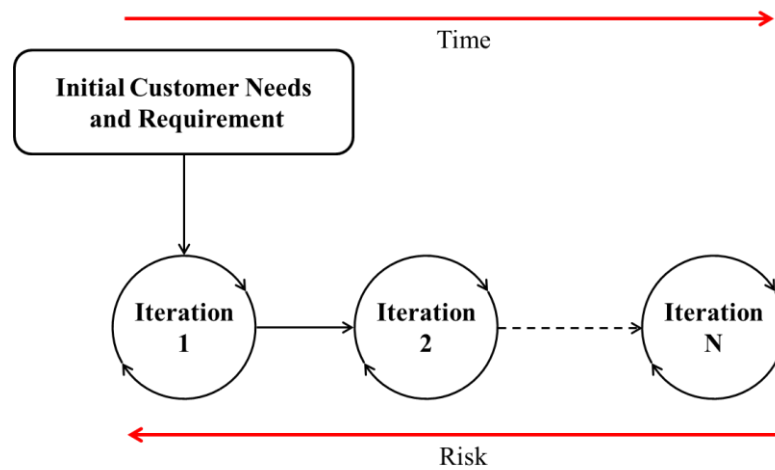 Time
Initial Customer Needs
and Requirement
Iteration
1
Iteration
2
Iteration
N
Risk